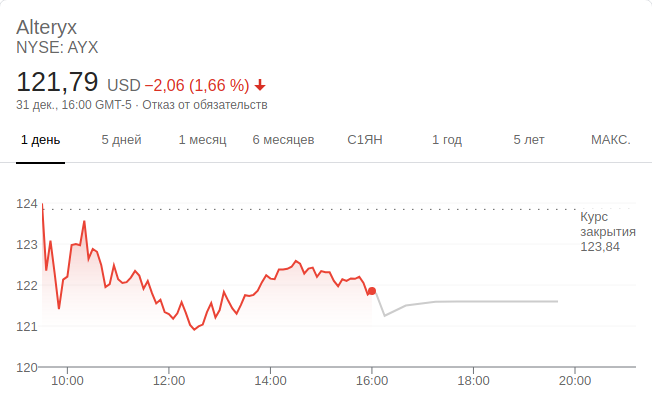 Alteryx
NYSE: AYX
121,79 USD −2,06 (1,66 %)
31 дек., 16:00 GMT-5 · Отказ от обязательств
1 день 5 дней 1 месяц 6 месяцев С1ЯН 1 год 5 лет МАКС.
124
Курс
закрытия
123,84
123
122
121
120
10:00 12:00 14:00 16:00 18:00 20:00